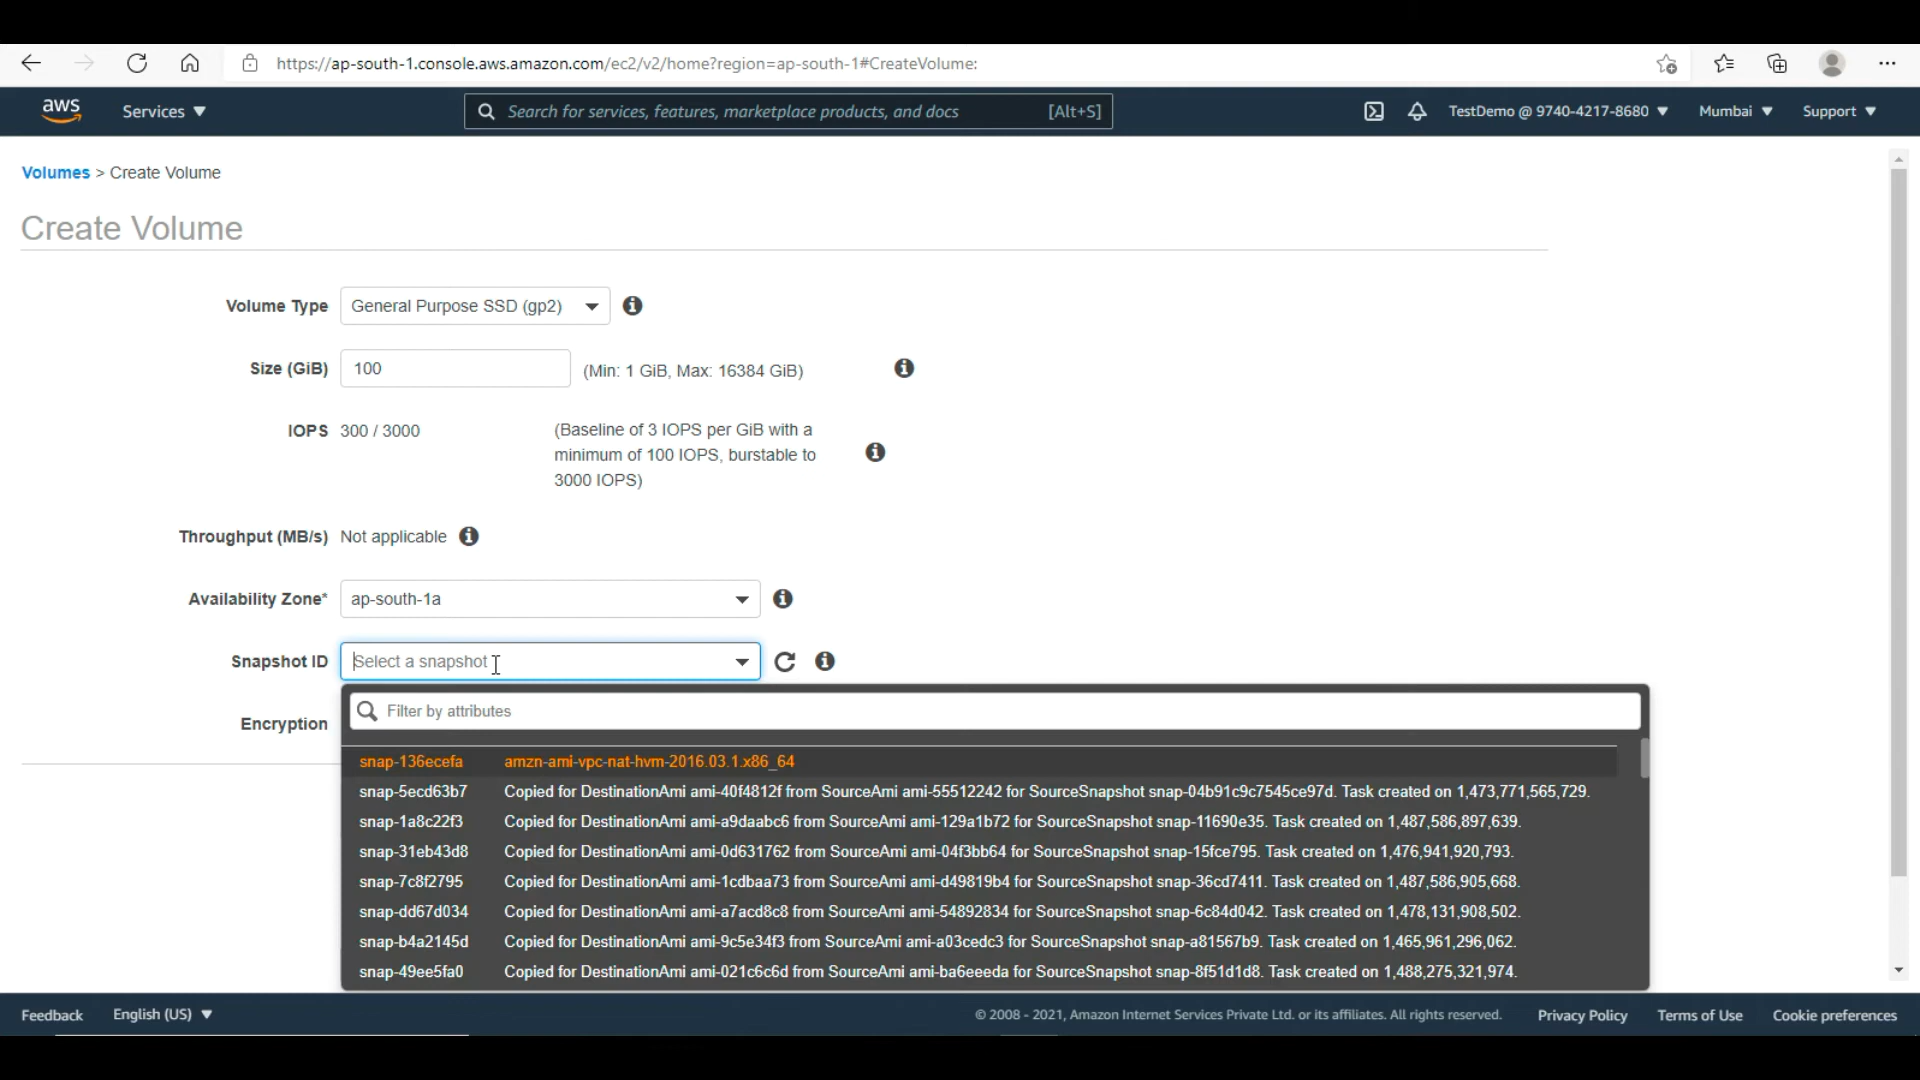 https://ap-south-1.console.aws.amazon.com/ec2/v2/home?region=ap-south-1#CreateVolume:
aws
Services
Search for services, features, marketplace products, and docs [Alt+S]
TestDemo @ 9740-4217-8680
Mumbai
Support
Volumes > Create Volume
Create Volume
Volume Type General Purpose SSD (gp2)
Size (GiB) 100 (Min: 1 GiB, Max: 16384 GiB)
IOPS 300 / 3000 (Baseline of 3 IOPS per GiB with a
minimum of 100 IOPS, burstable to
3000 IOPS)
Throughput (MB/s) Not applicable
Availability Zone* ap-south-1a
Snapshot ID Select a snapshot
Encryption
Filter by attributes
snap-136ecefa amzn-ami-vpc-nat-hvm-2016.03.1.x86_64
snap-5ecd63b7 Copied for DestinationAmi ami-40f4812f from SourceAmi ami-55512242 for SourceSnapshot snap-04b91c9c7545ce97d. Task created on 1,473,771,565,729.
snap-1a8c22f3 Copied for DestinationAmi ami-a9daabc6 from SourceAmi ami-129a1b72 for SourceSnapshot snap-11690e35. Task created on 1,487,586,897,639.
snap-31eb43d8 Copied for DestinationAmi ami-0d631762 from SourceAmi ami-04f3bb64 for SourceSnapshot snap-15fce795. Task created on 1,476,941,920,793.
snap-7c8f2795 Copied for DestinationAmi ami-1cdbaa73 from SourceAmi ami-d49819b4 for SourceSnapshot snap-36cd7411. Task created on 1,487,586,905,668.
snap-dd67d034 Copied for DestinationAmi ami-a7acd8c8 from SourceAmi ami-54892834 for SourceSnapshot snap-6c84d042. Task created on 1,478,131,908,502.
snap-b4a2145d Copied for DestinationAmi ami-9c5e34f3 from SourceAmi ami-a03cedc3 for SourceSnapshot snap-a81567b9. Task created on 1,465,961,296,062.
snap-49ee5fa0 Copied for DestinationAmi ami-021c6c6d from SourceAmi ami-ba6eeeda for SourceSnapshot snap-8f51d1d8. Task created on 1,488,275,321,974.
Feedback
English (US)
© 2008 - 2021, Amazon Internet Services Private Ltd. or its affiliates. All rights reserved.
Privacy Policy
Terms of Use
Cookie preferences